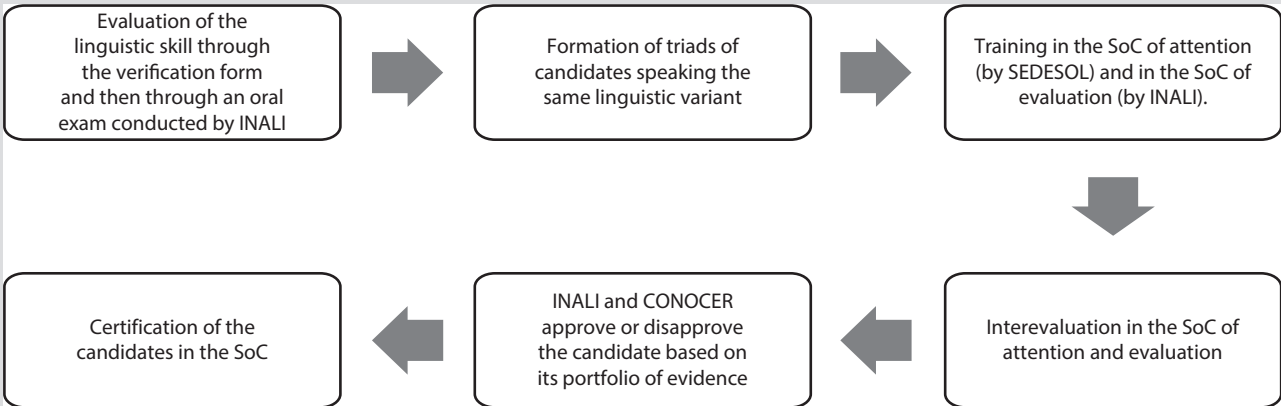 Evaluation of the
linguistic skill through
the verification form
and then through an oral
exam conducted by INALI
Formation of triads of
candidates speaking the
same linguistic variant
Training in the SoC of attention
(by SEDESOL) and in the SoC of
evaluation (by INALI).
Interevaluation in the SoC of
attention and evaluation
INALI and CONOCER
approve or disapprove
the candidate based on
its portfolio of evidence
Certification of the
candidates in the SoC